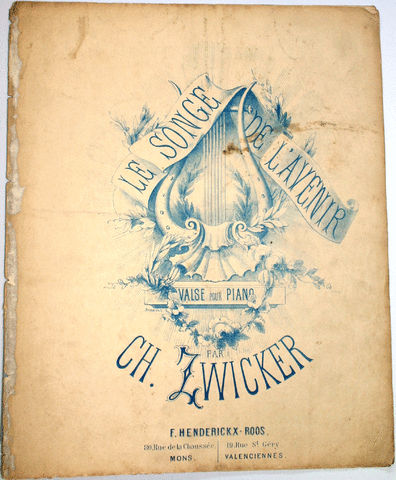 LE SONGE DE L'AVENIR
VALSE POUR PIANO
PAR
CH. ZWICKER
F. HENDERICKX-ROOS,
80, Rue de la Chaussée,
MONS.
19, Rue St Géry,
VALENCIENNES.